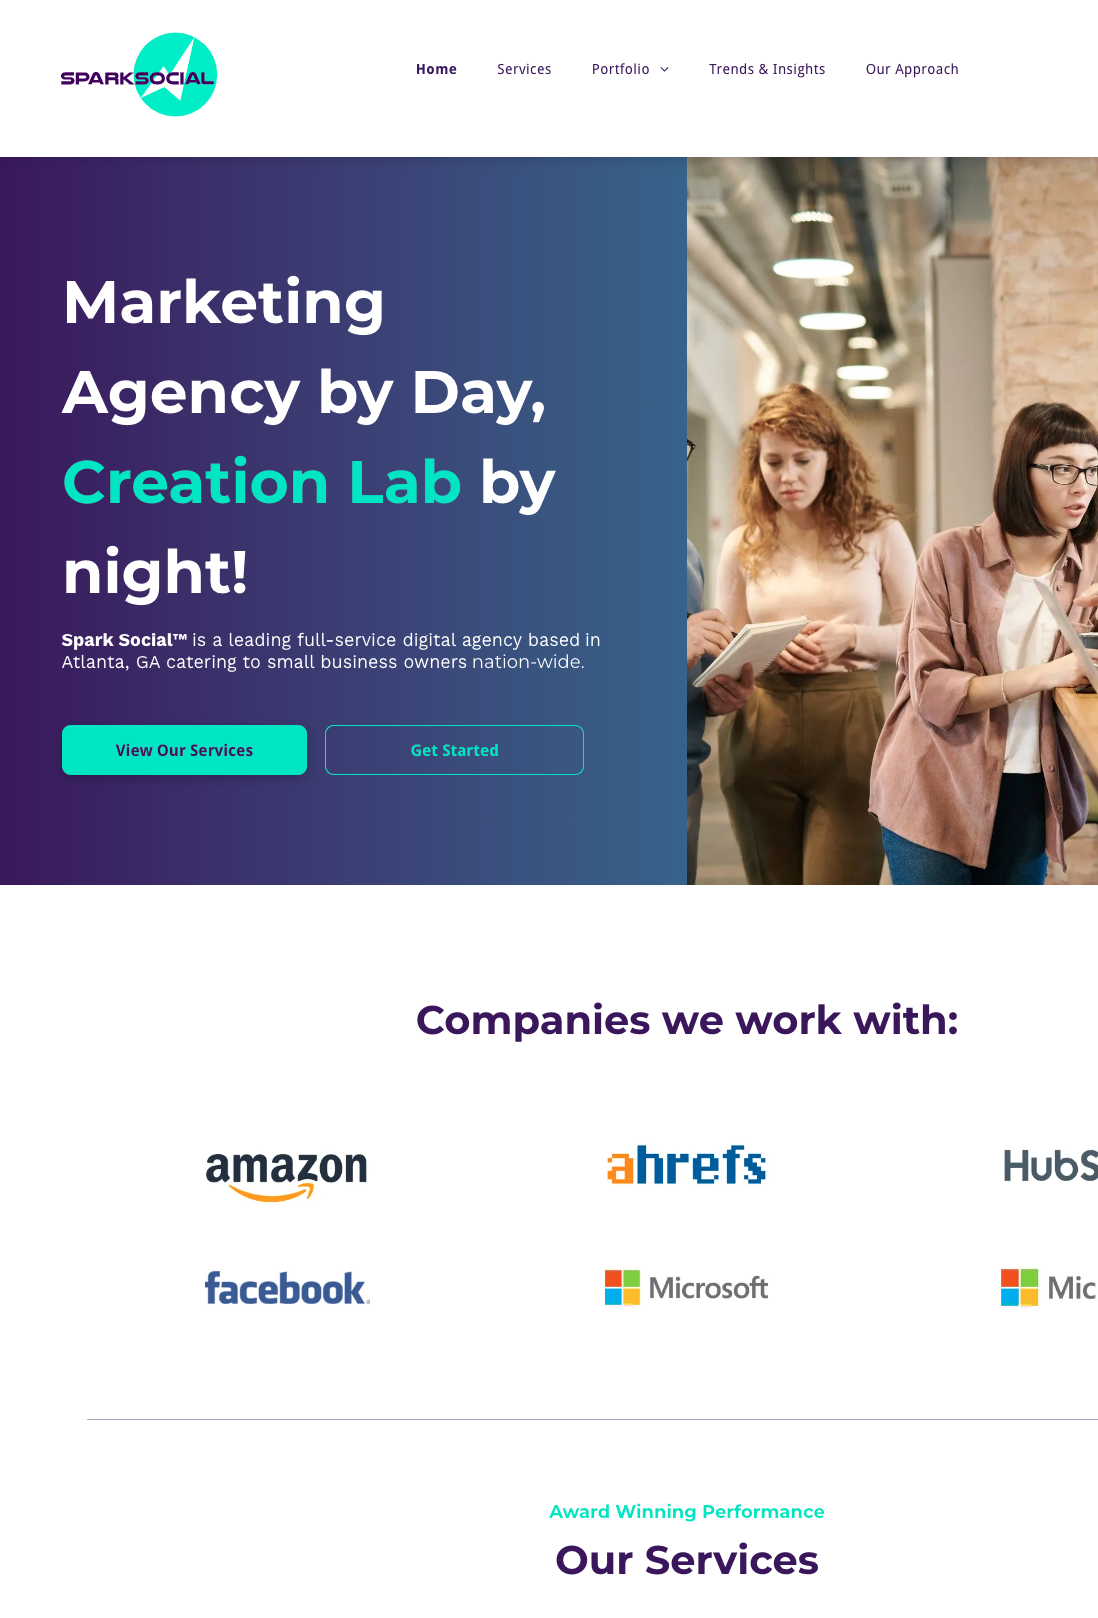 SPARKSOCIAL
Home Services Portfolio Trends & Insights Our Approach
Marketing
Agency by Day,
Creation Lab by
night!
Spark Social™ is a leading full-service digital agency based in
Atlanta, GA catering to small business owners nation-wide.
View Our Services Get Started
Companies we work with:
amazon ahrefs HubS
facebook® Microsoft Mic
Award Winning Performance
Our Services